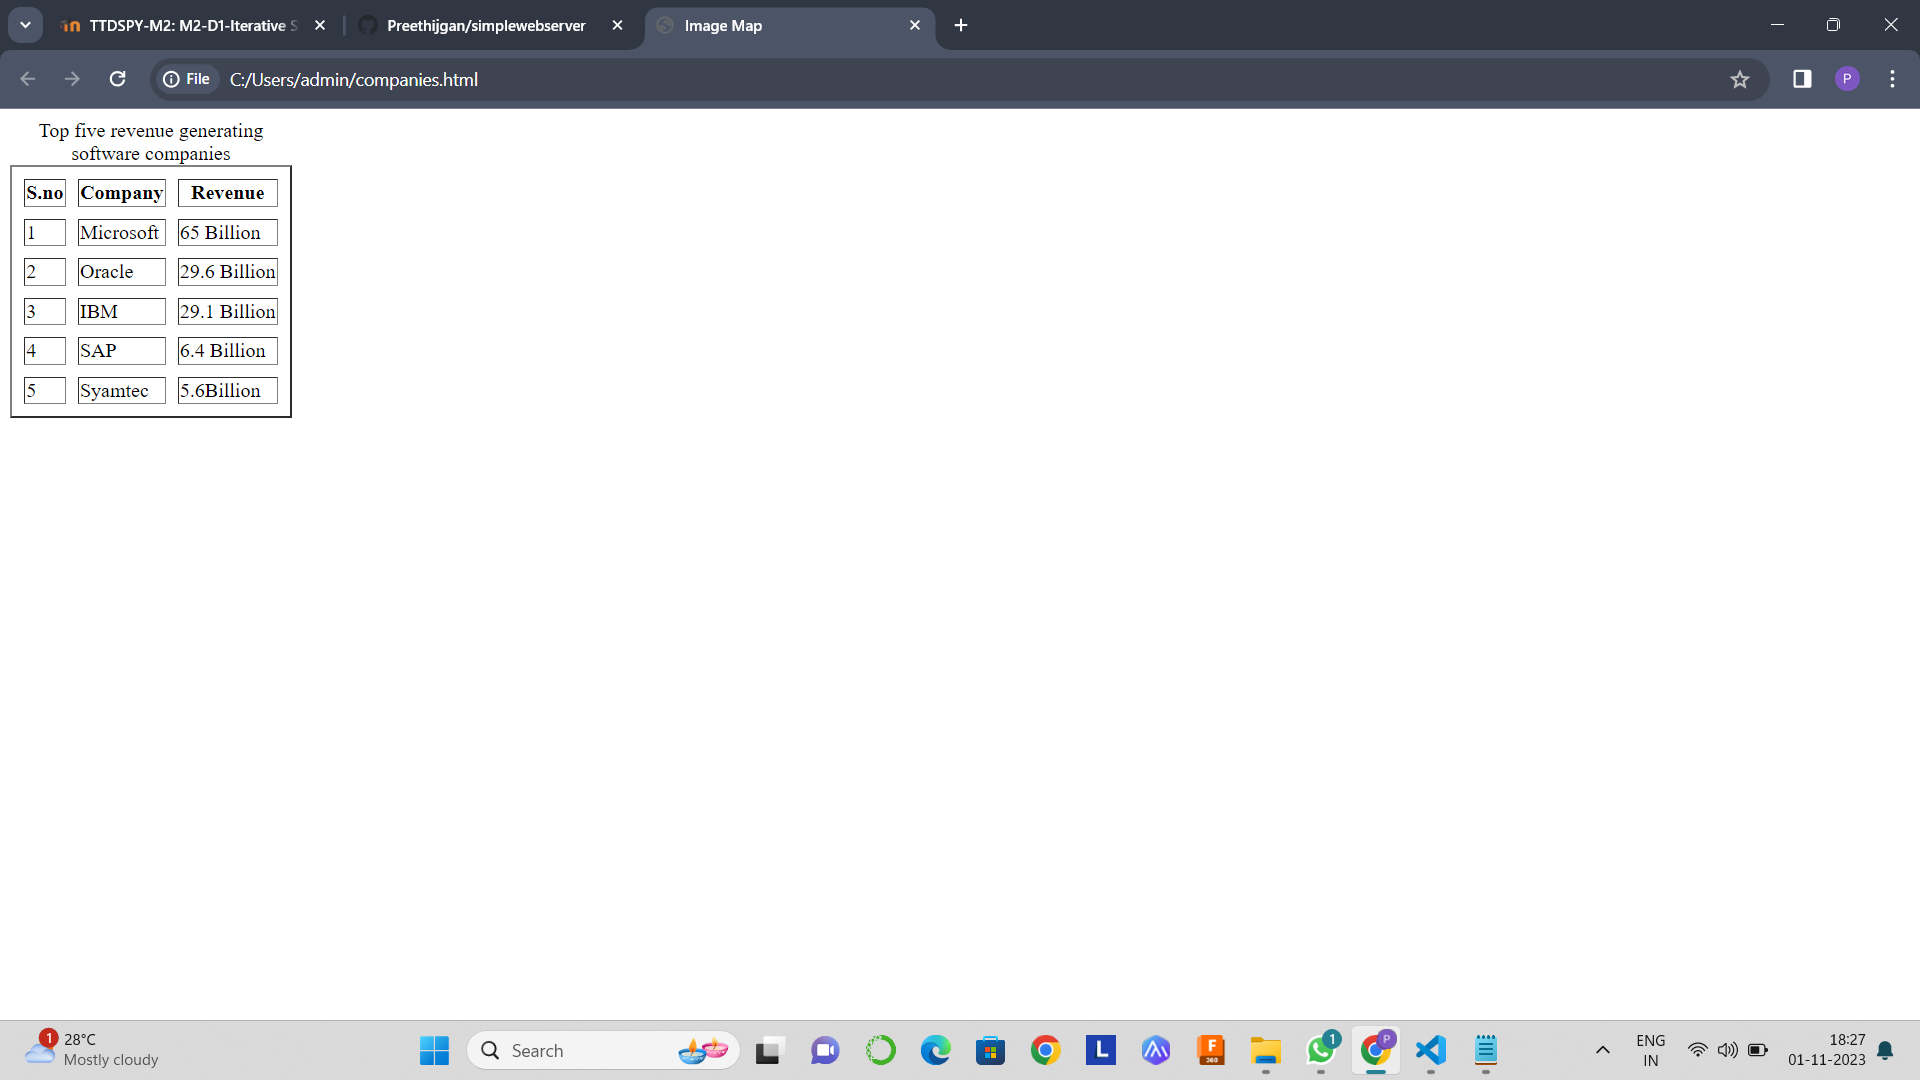 TTDSPY-M2: M2-D1-Iterative S
Preethijgan/simplewebserver
Image Map
File
C:/Users/admin/companies.html
P
Top five revenue generating
software companies
S.no Company Revenue
1 Microsoft 65 Billion
2 Oracle 29.6 Billion
3 IBM 29.1 Billion
4 SAP 6.4 Billion
5 Syamtec 5.6Billion
1
28°C
Mostly cloudy
Search
L
F
360
1
P
ENG
IN
18:27
01-11-2023